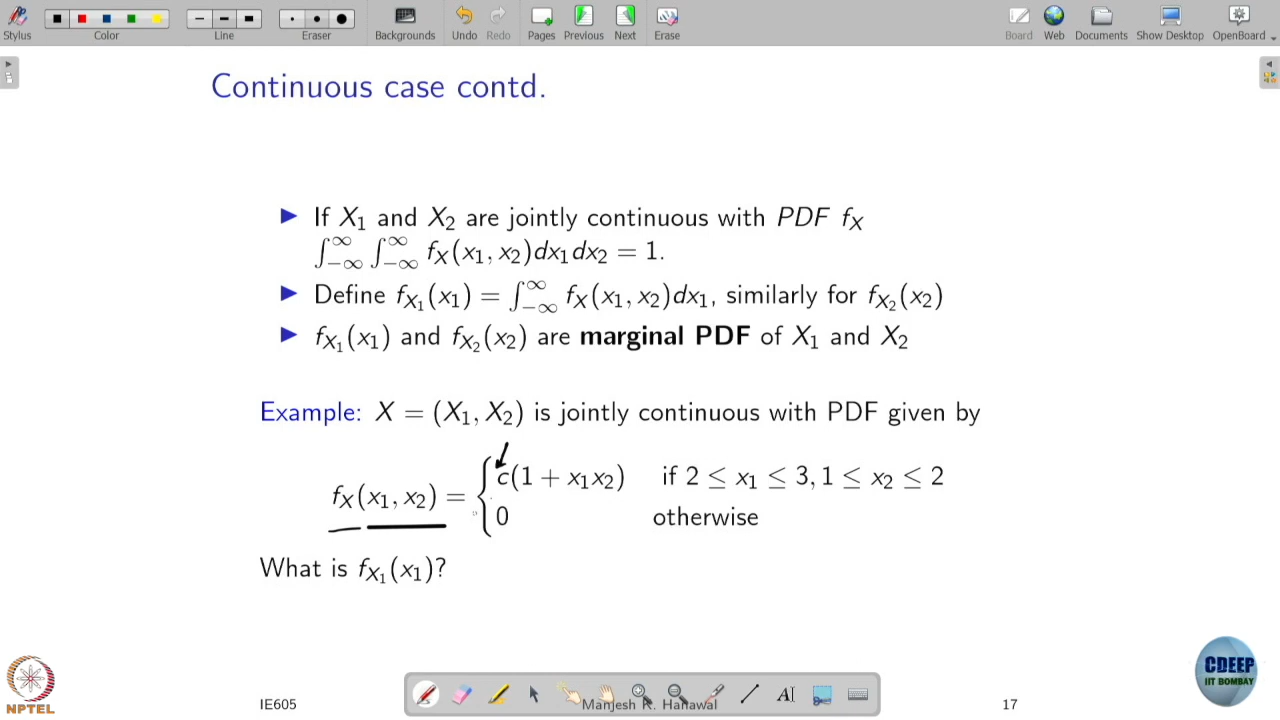 Stylus Color Line Eraser Backgrounds Undo Redo Pages Previous Next Erase Board Web Documents Show Desktop OpenBoard
Continuous case contd.
▶ If X₁ and X₂ are jointly continuous with PDF f_X
∫_{-∞}^{∞} ∫_{-∞}^{∞} f_X(x₁, x₂)dx₁dx₂ = 1.
▶ Define f_{X₁}(x₁) = ∫_{-∞}^{∞} f_X(x₁, x₂)dx₁, similarly for f_{X₂}(x₂)
▶ f_{X₁}(x₁) and f_{X₂}(x₂) are marginal PDF of X₁ and X₂
Example: X = (X₁, X₂) is jointly continuous with PDF given by
f_X(x₁, x₂) = { c(1 + x₁x₂) if 2 ≤ x₁ ≤ 3, 1 ≤ x₂ ≤ 2
0 otherwise
What is f_{X₁}(x₁)?
NPTEL
IE605 Manjesh K. Hanawal 17
CDEEP
IIT BOMBAY